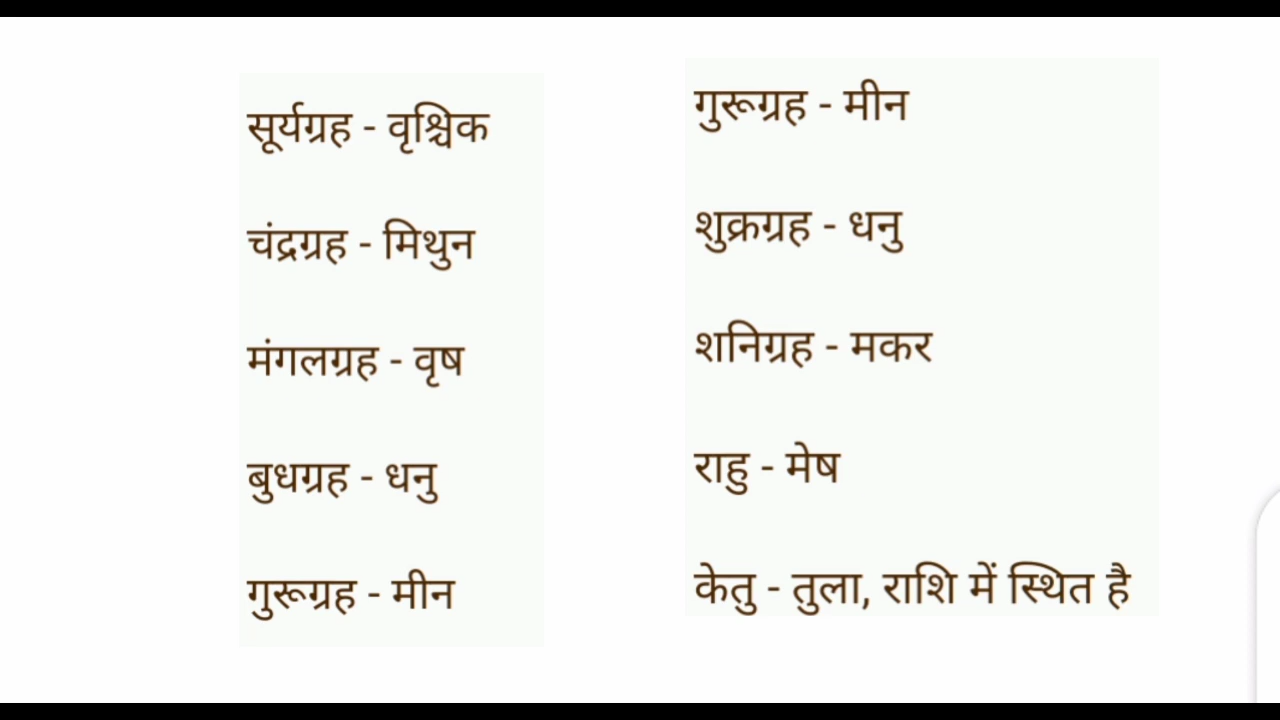 सूर्यग्रह - वृश्चिक
चंद्रग्रह - मिथुन
मंगलग्रह - वृष
बुधग्रह - धनु
गुरूग्रह - मीन
गुरूग्रह - मीन
शुक्रग्रह - धनु
शनिग्रह - मकर
राहु - मेष
केतु - तुला, राशि में स्थित है